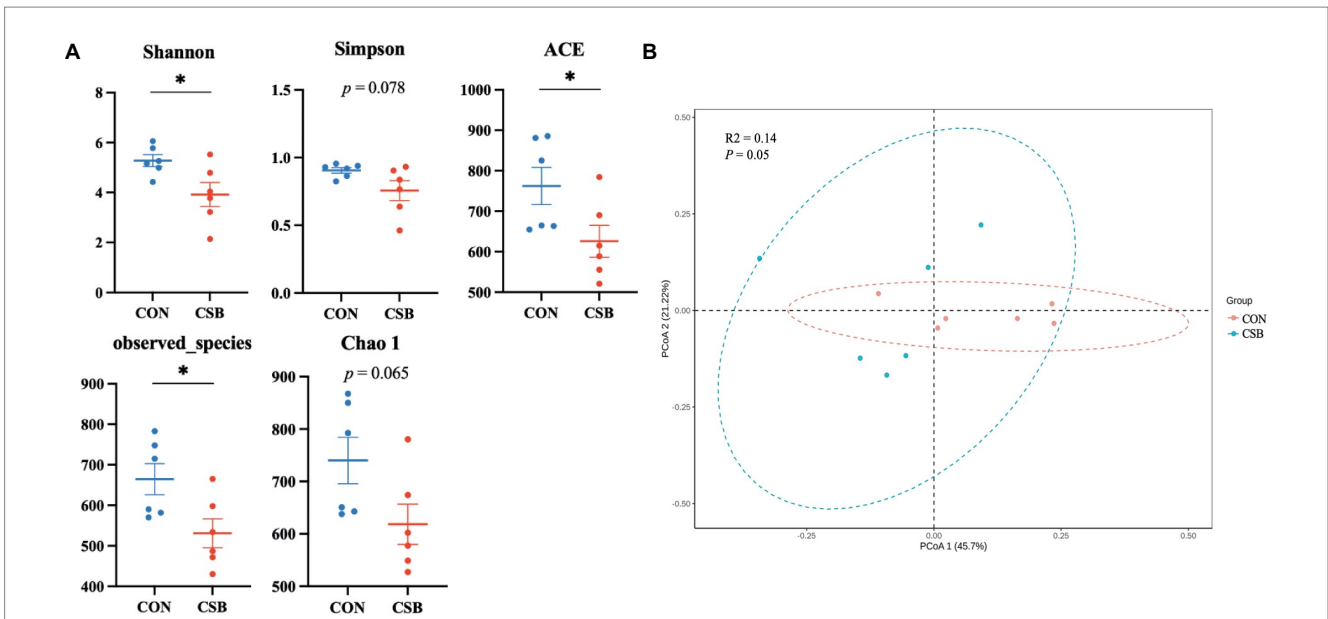 A
Shannon
*
8
6
4
2
0
CON CSB
Simpson
p = 0.078
1.5
1.0
0.5
0.0
CON CSB
ACE
*
1000
900
800
700
600
500
CON CSB
observed_species
*
900
800
700
600
500
400
CON CSB
Chao 1
p = 0.065
900
800
700
600
500
CON CSB
B
R2 = 0.14
P = 0.05
0.50
0.25
0.00
-0.25
-0.50
PCoA 2 (21.22%)
-0.25 0.00 0.25 0.50
PCoA 1 (45.7%)
Group
CON
CSB